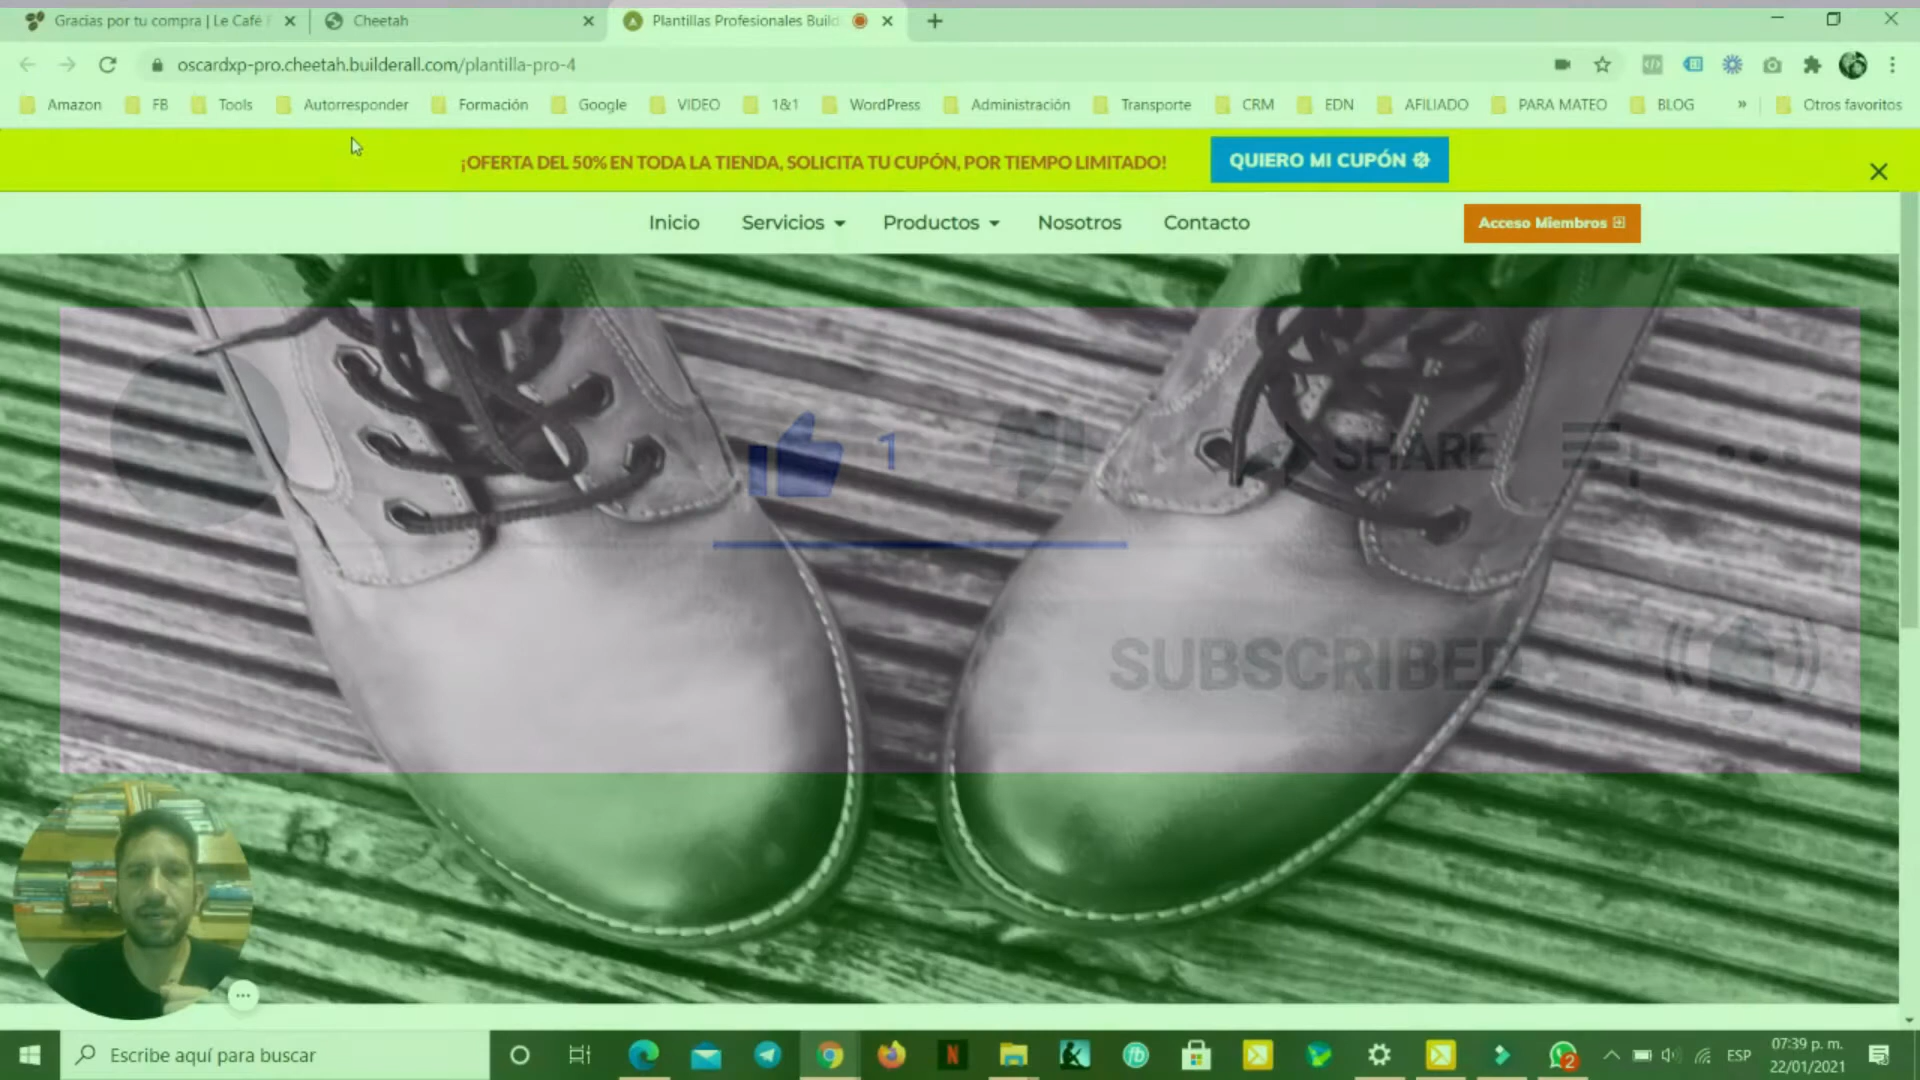 Gracias por tu compra | Le Café
Cheetah
Plantillas Profesionales Build
oscardxp-pro.cheetah.builderall.com/plantilla-pro-4
Amazon
FB
Tools
Autorresponder
Formación
Google
VIDEO
1&1
WordPress
Administración
Transporte
CRM
EDN
AFILIADO
PARA MATEO
BLOG
»
Otros favoritos
¡OFERTA DEL 50% EN TODA LA TIENDA, SOLICITA TU CUPÓN, POR TIEMPO LIMITADO!
QUIERO MI CUPÓN
Inicio
Servicios
Productos
Nosotros
Contacto
Acceso Miembros
1
SHARE
SUBSCRIBED
Escribe aquí para buscar
N
2
ESP
07:39 p. m.
22/01/2021